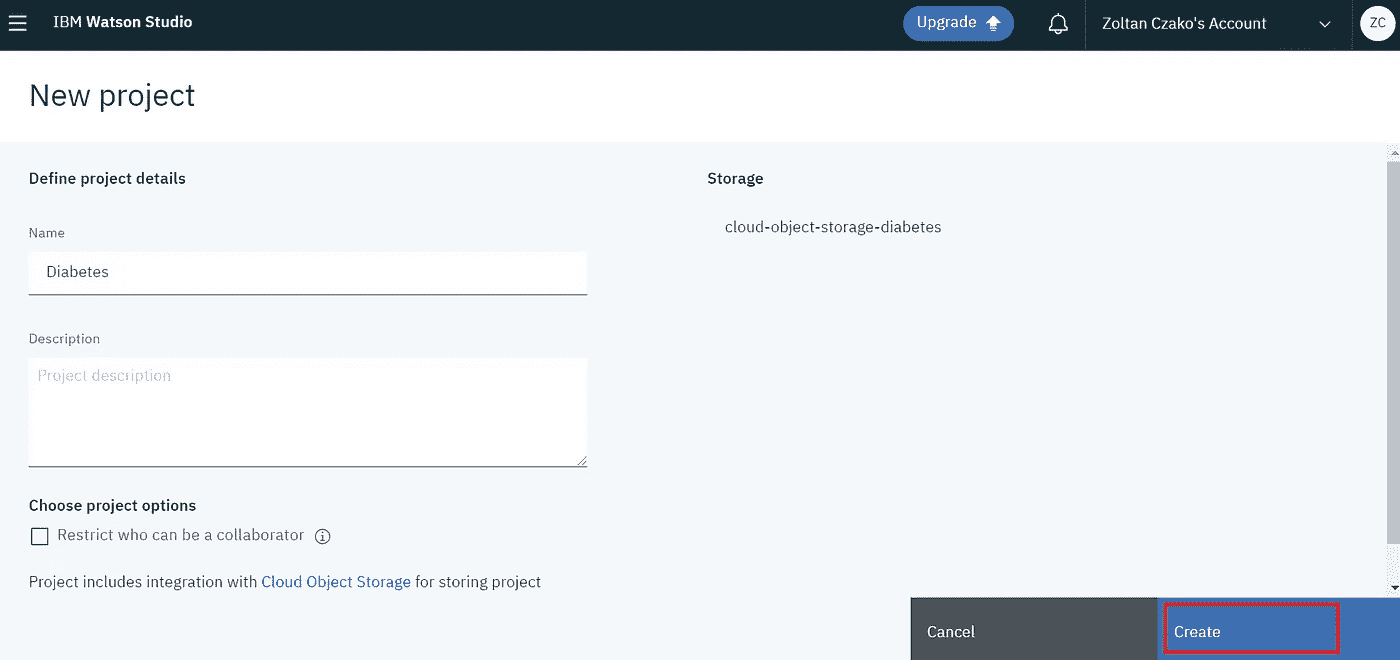 IBM Watson Studio
Upgrade
Zoltan Czako's Account
ZC
New project
Define project details
Name
Diabetes
Description
Project description
Choose project options
Restrict who can be a collaborator
Project includes integration with Cloud Object Storage for storing project
Storage
cloud-object-storage-diabetes
Cancel
Create